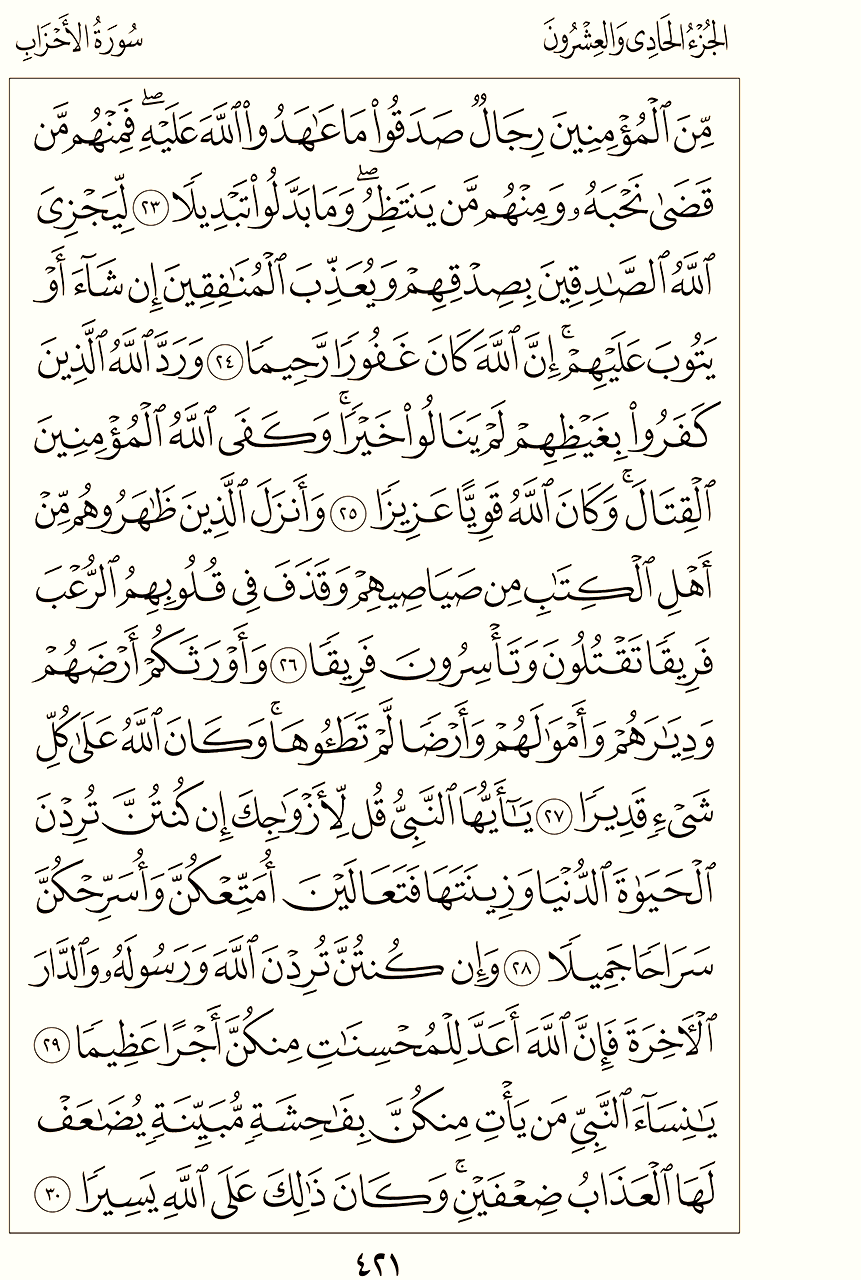 الجُزْءُ الحَادِى وَالعِشْرُونَ
سُورَةُ الأَحْزَابِ
مِّنَ ٱلْمُؤْمِنِينَ رِجَالٌ صَدَقُوا۟ مَا عَـٰهَدُوا۟ ٱللَّهَ عَلَيْهِ ۖ فَمِنْهُم مَّن
قَضَىٰ نَحْبَهُۥ وَمِنْهُم مَّن يَنتَظِرُ ۖ وَمَا بَدَّلُوا۟ تَبْدِيلًا ٢٣ لِّيَجْزِىَ
ٱللَّهُ ٱلصَّـٰدِقِينَ بِصِدْقِهِمْ وَيُعَذِّبَ ٱلْمُنَـٰفِقِينَ إِن شَآءَ أَوْ
يَتُوبَ عَلَيْهِمْ ۚ إِنَّ ٱللَّهَ كَانَ غَفُورًا رَّحِيمًا ٢٤ وَرَدَّ ٱللَّهُ ٱلَّذِينَ
كَفَرُوا۟ بِغَيْظِهِمْ لَمْ يَنَالُوا۟ خَيْرًا ۚ وَكَفَى ٱللَّهُ ٱلْمُؤْمِنِينَ
ٱلْقِتَالَ ۚ وَكَانَ ٱللَّهُ قَوِيًّا عَزِيزًا ٢٥ وَأَنزَلَ ٱلَّذِينَ ظَـٰهَرُوهُم مِّنْ
أَهْلِ ٱلْكِتَـٰبِ مِن صَيَاصِيهِمْ وَقَذَفَ فِى قُلُوبِهِمُ ٱلرُّعْبَ
فَرِيقًا تَقْتُلُونَ وَتَأْسِرُونَ فَرِيقًا ٢٦ وَأَوْرَثَكُمْ أَرْضَهُمْ
وَدِيَـٰرَهُمْ وَأَمْوَٰلَهُمْ وَأَرْضًا لَّمْ تَطَـُٔوهَا ۚ وَكَانَ ٱللَّهُ عَلَىٰ كُلِّ
شَىْءٍ قَدِيرًا ٢٧ يَـٰٓأَيُّهَا ٱلنَّبِىُّ قُل لِّأَزْوَٰجِكَ إِن كُنتُنَّ تُرِدْنَ
ٱلْحَيَوٰةَ ٱلدُّنْيَا وَزِينَتَهَا فَتَعَالَيْنَ أُمَتِّعْكُنَّ وَأُسَرِّحْكُنَّ
سَرَاحًا جَمِيلًا ٢٨ وَإِن كُنتُنَّ تُرِدْنَ ٱللَّهَ وَرَسُولَهُۥ وَٱلدَّارَ
ٱلْـَٔاخِرَةَ فَإِنَّ ٱللَّهَ أَعَدَّ لِلْمُحْسِنَـٰتِ مِنكُنَّ أَجْرًا عَظِيمًا ٢٩
يَـٰنِسَآءَ ٱلنَّبِىِّ مَن يَأْتِ مِنكُنَّ بِفَـٰحِشَةٍ مُّبَيِّنَةٍ يُضَـٰعَفْ
لَهَا ٱلْعَذَابُ ضِعْفَيْنِ ۚ وَكَانَ ذَٰلِكَ عَلَى ٱللَّهِ يَسِيرًا ٣٠
٤٢١